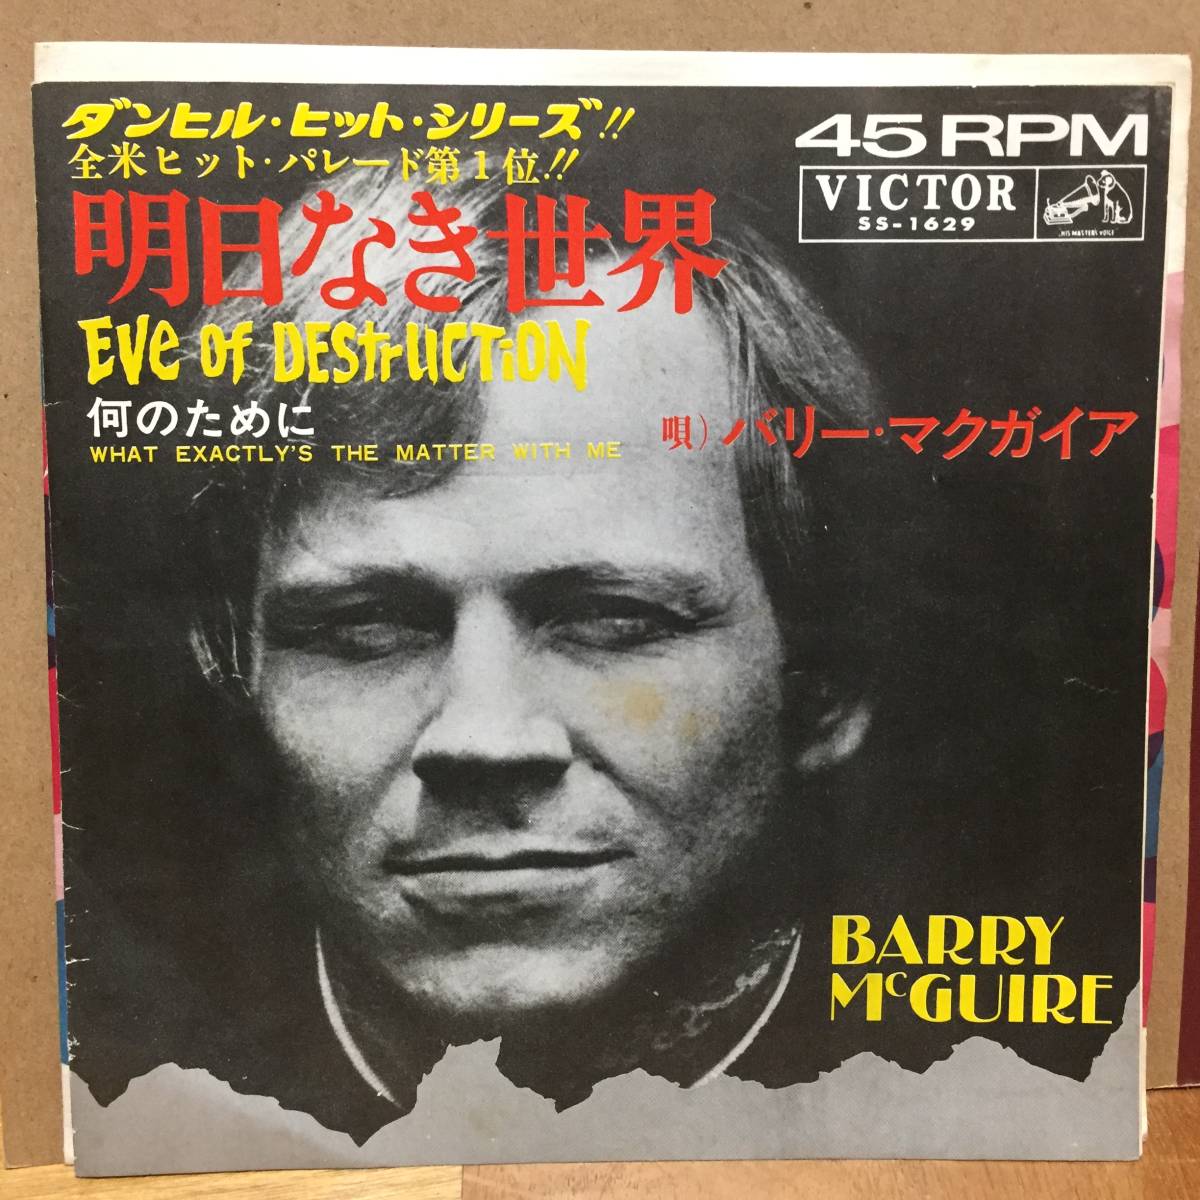 ダンヒル・ヒット・シリーズ!!
全米ヒット・パレード第1位!!
明日なき世界
EVe OF DEStrUCTiON
何のために
WHAT EXACTLY'S THE MATTER WITH ME
45 RPM
VICTOR
SS-1629
"HIS MASTER'S VOICE"
唄)バリー・マクガイア
BARRY
McGUIRE